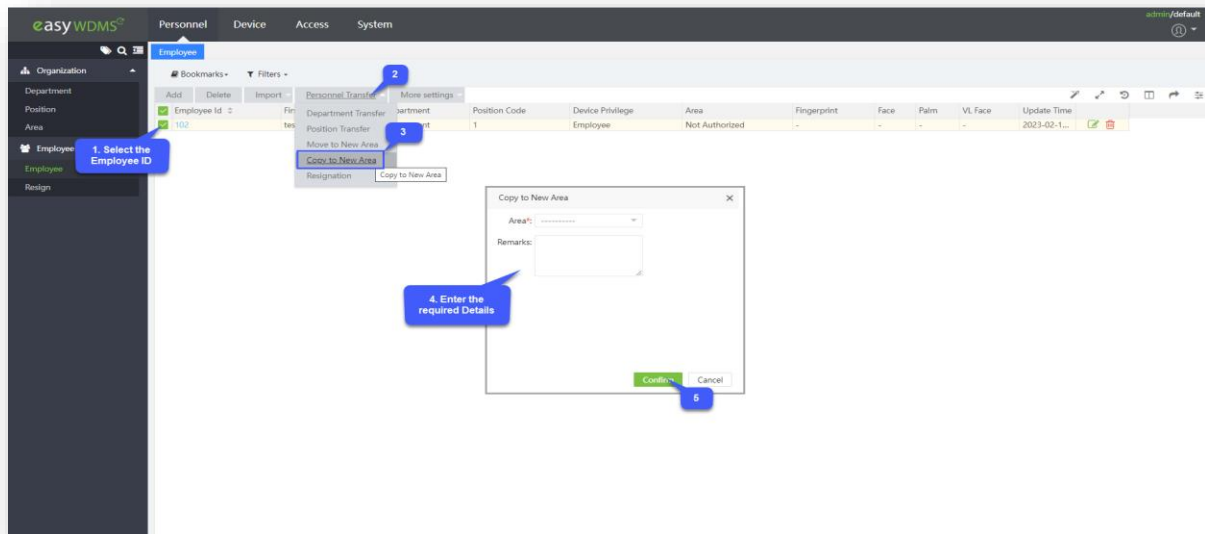 easy WDMS
Personnel Device Access System
admin/default
Employee
Organization
Department
Position
Area
Employee
Employee
Resign
Bookmarks Filters
2
Add Delete Import Personnel Transfer More settings
Employee Id Position Code Device Privilege Area Fingerprint Face Palm VL Face Update Time
102 1 Employee Not Authorized - - - - 2023-02-1...
1. Select the
Employee ID
Department Transfer
Position Transfer
3
Move to New Area
Copy to New Area
Copy to New Area
Resignation
Copy to New Area
Area*: ----------
Remarks:
4. Enter the
required Details
Confirm Cancel
5